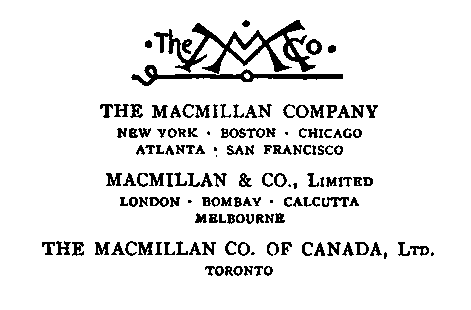 ·The MM Co·
THE MACMILLAN COMPANY
NEW YORK · BOSTON · CHICAGO
ATLANTA · SAN FRANCISCO
MACMILLAN & CO., LIMITED
LONDON · BOMBAY · CALCUTTA
MELBOURNE
THE MACMILLAN CO. OF CANADA, LTD.
TORONTO